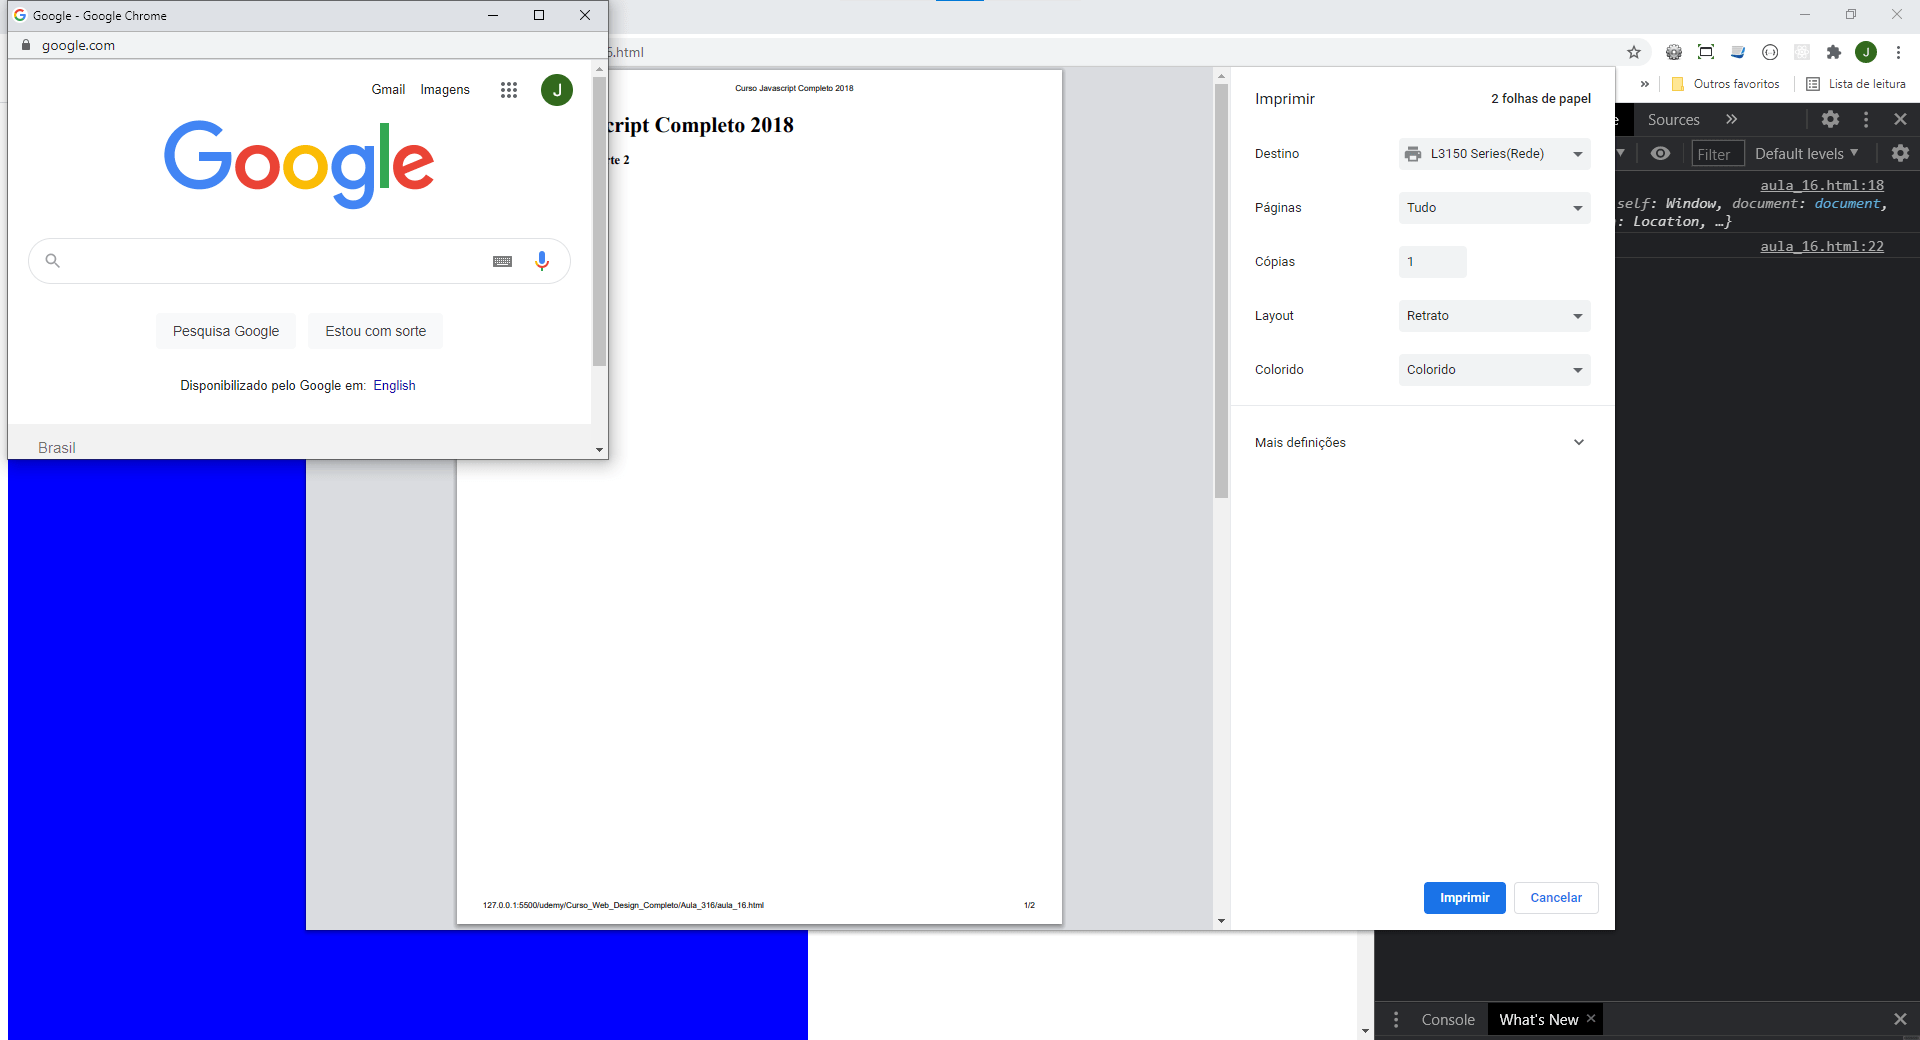 Google - Google Chrome
google.com
Gmail Imagens
J
Google
Pesquisa Google Estou com sorte
Disponibilizado pelo Google em: English
Brasil
.html
Curso Javascript Completo 2018
cript Completo 2018
te 2
127.0.0.1:5500/udemy/Curso_Web_Design_Completo/Aula_316/aula_16.html 1/2
Imprimir 2 folhas de papel
Destino L3150 Series(Rede)
Páginas Tudo
Cópias 1
Layout Retrato
Colorido Colorido
Mais definições
Imprimir Cancelar
J
» Outros favoritos Lista de leitura
Sources »
Filter Default levels
aula_16.html:18
self: Window, document: document,
: Location, …}
aula_16.html:22
Console What's New